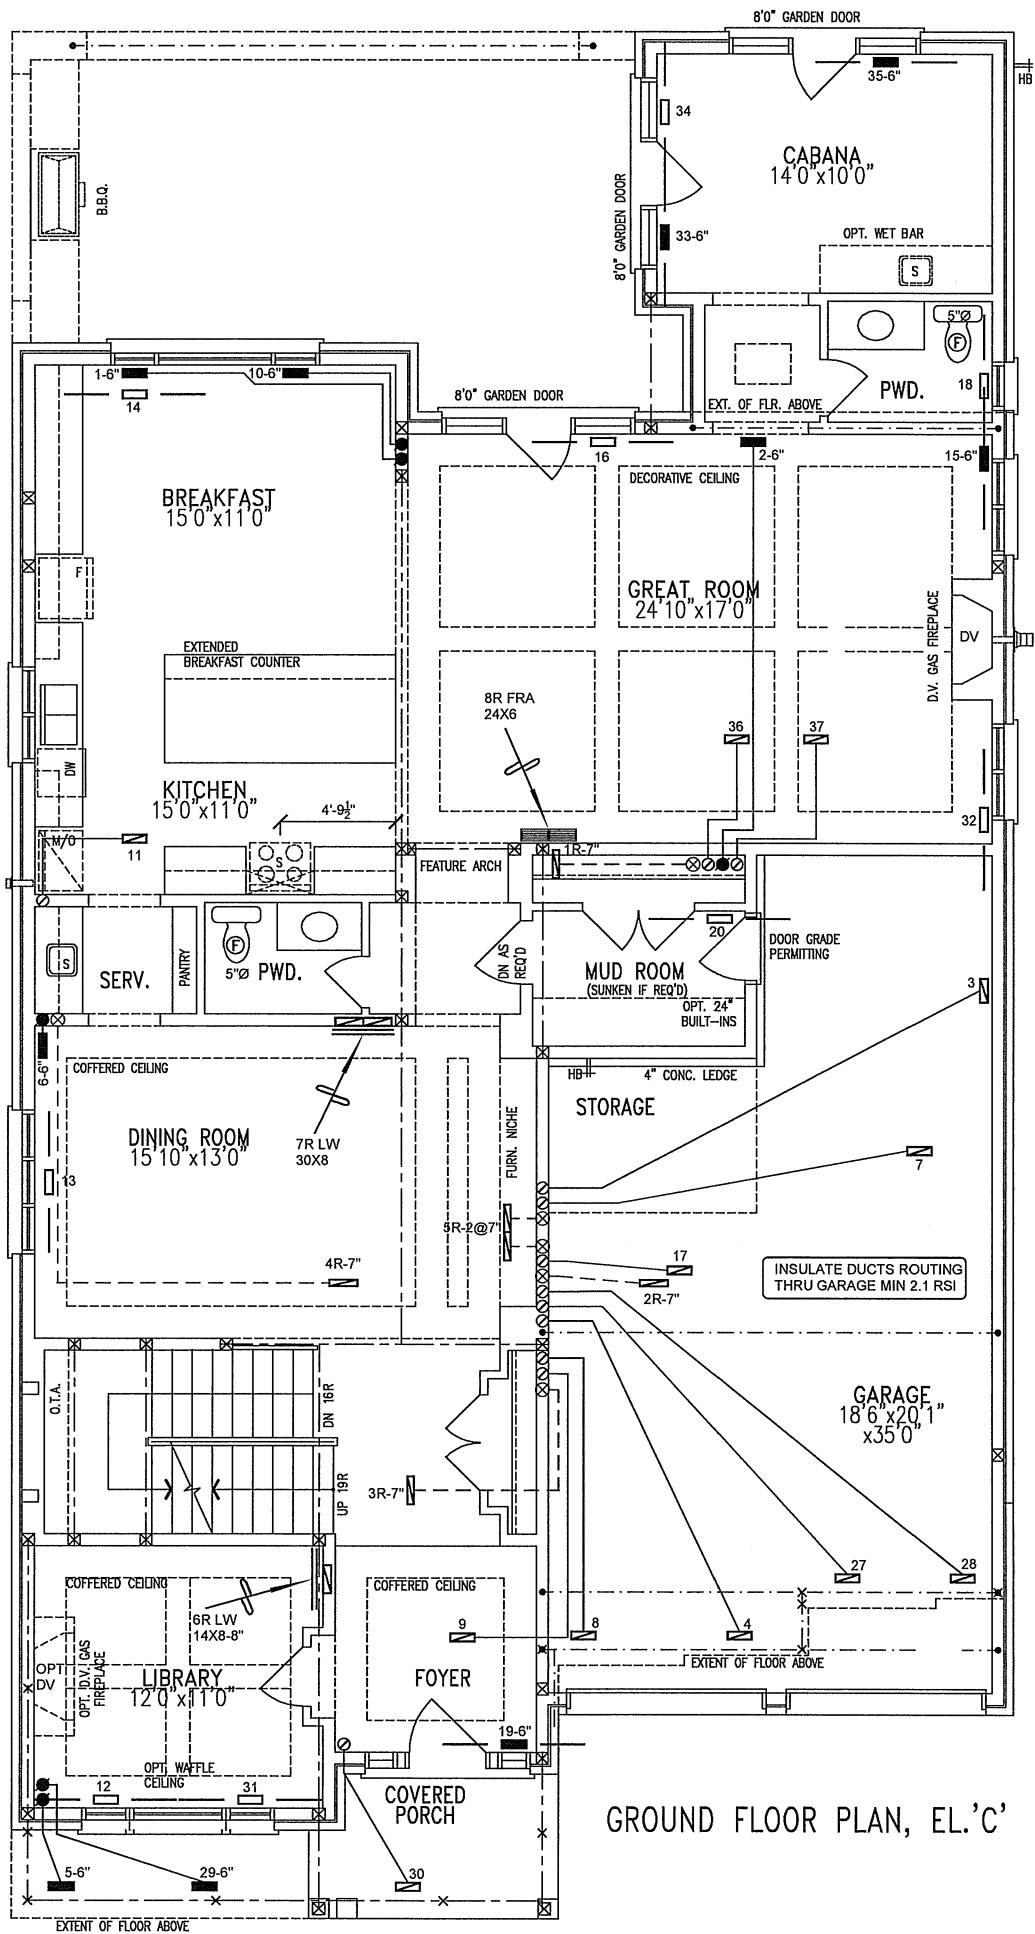 8'0" GARDEN DOOR
35-6"
HB
34
CABANA
14'0"x10'0"
B.B.Q.
8'0" GARDEN DOOR
33-6"
OPT. WET BAR
S
5"Ø
F
1-6"
10-6"
14
8'0" GARDEN DOOR
EXT. OF FLR. ABOVE
PWD.
18
16
2-6"
15-6"
DECORATIVE CEILING
BREAKFAST
15'0"x11'0"
F
GREAT ROOM
24'10"x17'0"
D.V. GAS FIREPLACE
DV
EXTENDED
BREAKFAST COUNTER
8R FRA
24X6
36
37
DW
KITCHEN
15'0"x11'0"
4'-9½"
32
M/O
11
S
FEATURE ARCH
1R-7"
20
DOOR GRADE
PERMITTING
S
SERV.
PANTRY
F
5"Ø
PWD.
DN AS
REQ'D
MUD ROOM
(SUNKEN IF REQ'D)
OPT. 24"
BUILT-INS
3
6-6"
COFFERED CEILING
HB
4" CONC. LEDGE
STORAGE
DINING ROOM
15'10"x13'0"
7R LW
30X8
FURN. NICHE
7
13
5R-2@7"
4R-7"
17
2R-7"
INSULATE DUCTS ROUTING
THRU GARAGE MIN 2.1 RSI
O.T.A.
DN 16R
GARAGE
18'6"x20'1"
x35'0"
UP 19R
3R-7"
27
28
COFFERED CEILING
COFFERED CEILING
6R LW
14X8-8"
9
8
4
OPT
DV
OPT. D.V. GAS
FIREPLACE
LIBRARY
12'0"x11'0"
FOYER
EXTENT OF FLOOR ABOVE
19-6"
OPT. WAFFLE
CEILING
12
31
COVERED
PORCH
GROUND FLOOR PLAN, EL.'C'
5-6"
29-6"
30
EXTENT OF FLOOR ABOVE